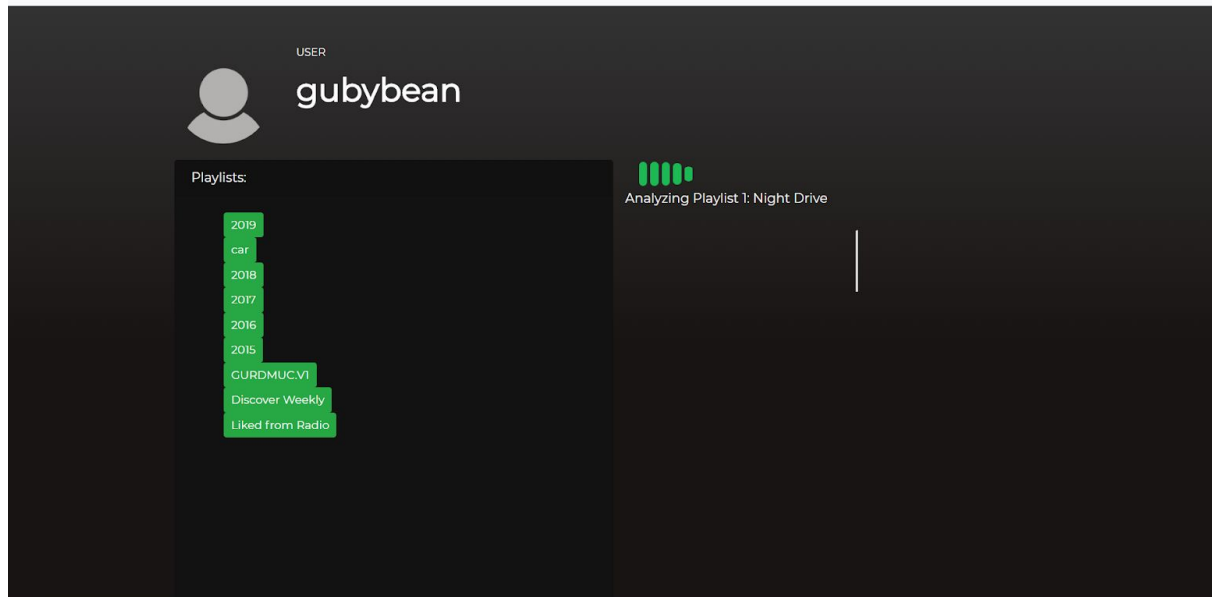 USER
gubybean
Playlists:
2019
car
2018
2017
2016
2015
GURDMUC.V1
Discover Weekly
Liked from Radio
Analyzing Playlist 1: Night Drive